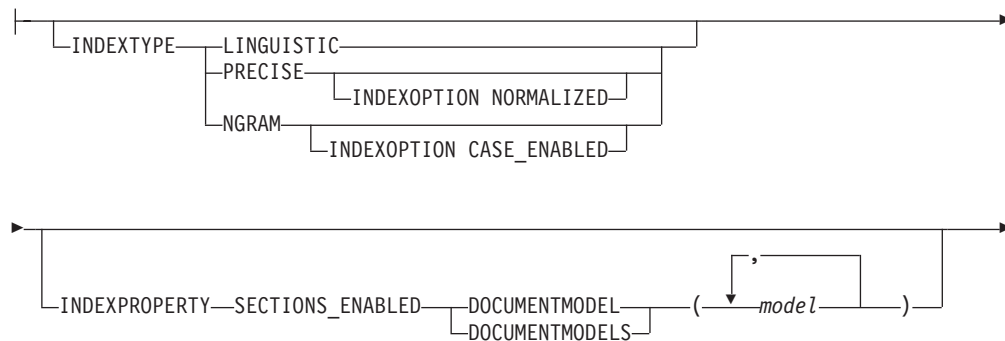 INDEXTYPE LINGUISTIC
PRECISE
INDEXOPTION NORMALIZED
NGRAM
INDEXOPTION CASE_ENABLED
,
INDEXPROPERTY SECTIONS_ENABLED DOCUMENTMODEL ( model )
DOCUMENTMODELS